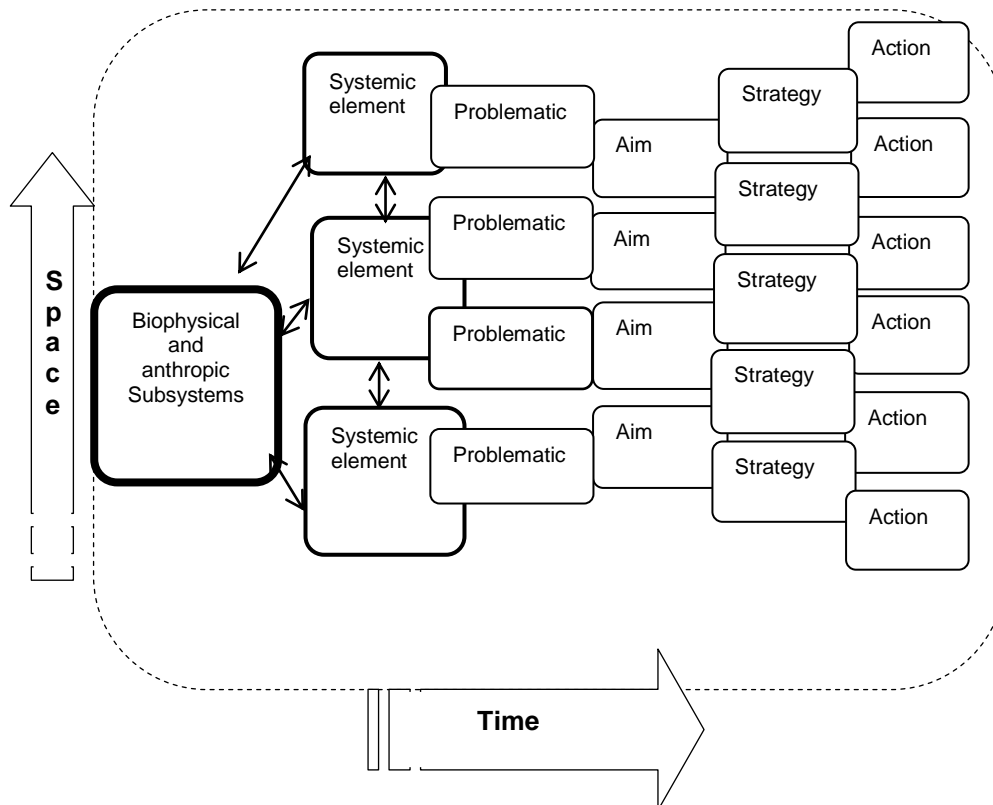 Action
Systemic
element
Strategy
Problematic
Aim
Action
Strategy
Systemic
element
Problematic
Aim
Action
Space
Biophysical
and
anthropic
Subsystems
Strategy
Problematic
Aim
Action
Strategy
Systemic
element
Problematic
Aim
Action
Strategy
Action
Time